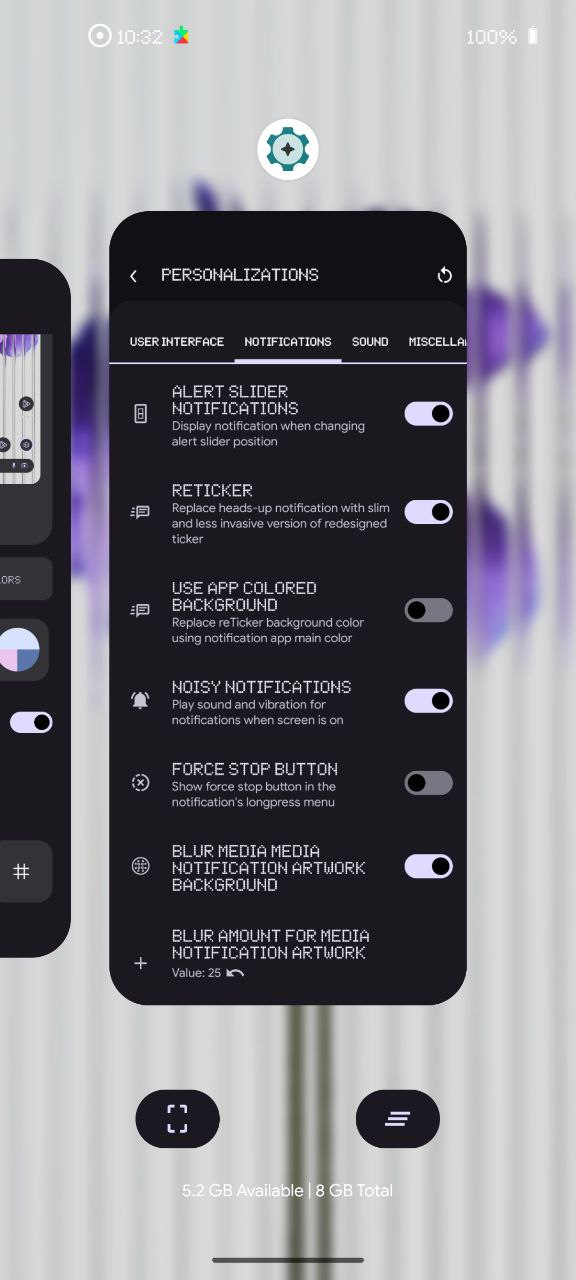 10:32
100%
PERSONALIZATIONS
USER INTERFACE
NOTIFICATIONS
SOUND
MISCELLA
ALERT SLIDER
NOTIFICATIONS
Display notification when changing
alert slider position
RETICKER
Replace heads-up notification with slim
and less invasive version of redesigned
ticker
USE APP COLORED
BACKGROUND
Replace reTicker background color
using notification app main color
NOISY NOTIFICATIONS
Play sound and vibration for
notifications when screen is on
FORCE STOP BUTTON
Show force stop button in the
notification's longpress menu
BLUR MEDIA MEDIA
NOTIFICATION ARTWORK
BACKGROUND
BLUR AMOUNT FOR MEDIA
NOTIFICATION ARTWORK
Value: 25
ORS
5.2 GB Available | 8 GB Total